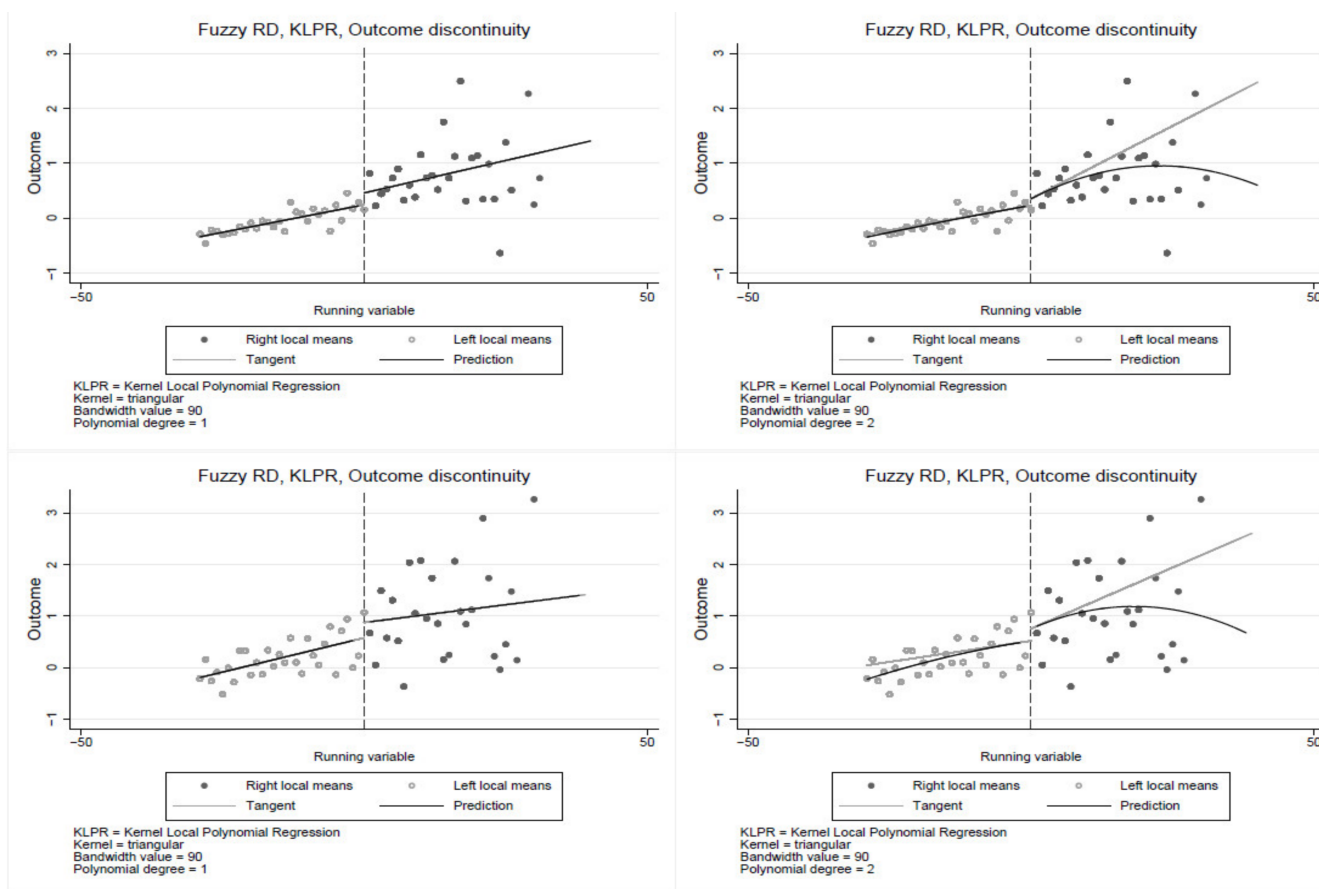 Fuzzy RD, KLPR, Outcome discontinuity
3
2
1
0
−1
Outcome
−50
50
Running variable
Right local means
Left local means
Tangent
Prediction
KLPR = Kernel Local Polynomial Regression
Kernel = triangular
Bandwidth value = 90
Polynomial degree = 1
Fuzzy RD, KLPR, Outcome discontinuity
3
2
1
0
−1
Outcome
−50
50
Running variable
Right local means
Left local means
Tangent
Prediction
KLPR = Kernel Local Polynomial Regression
Kernel = triangular
Bandwidth value = 90
Polynomial degree = 2
Fuzzy RD, KLPR, Outcome discontinuity
3
2
1
0
−1
Outcome
−50
50
Running variable
Right local means
Left local means
Tangent
Prediction
KLPR = Kernel Local Polynomial Regression
Kernel = triangular
Bandwidth value = 90
Polynomial degree = 1
Fuzzy RD, KLPR, Outcome discontinuity
3
2
1
0
−1
Outcome
−50
50
Running variable
Right local means
Left local means
Tangent
Prediction
KLPR = Kernel Local Polynomial Regression
Kernel = triangular
Bandwidth value = 90
Polynomial degree = 2